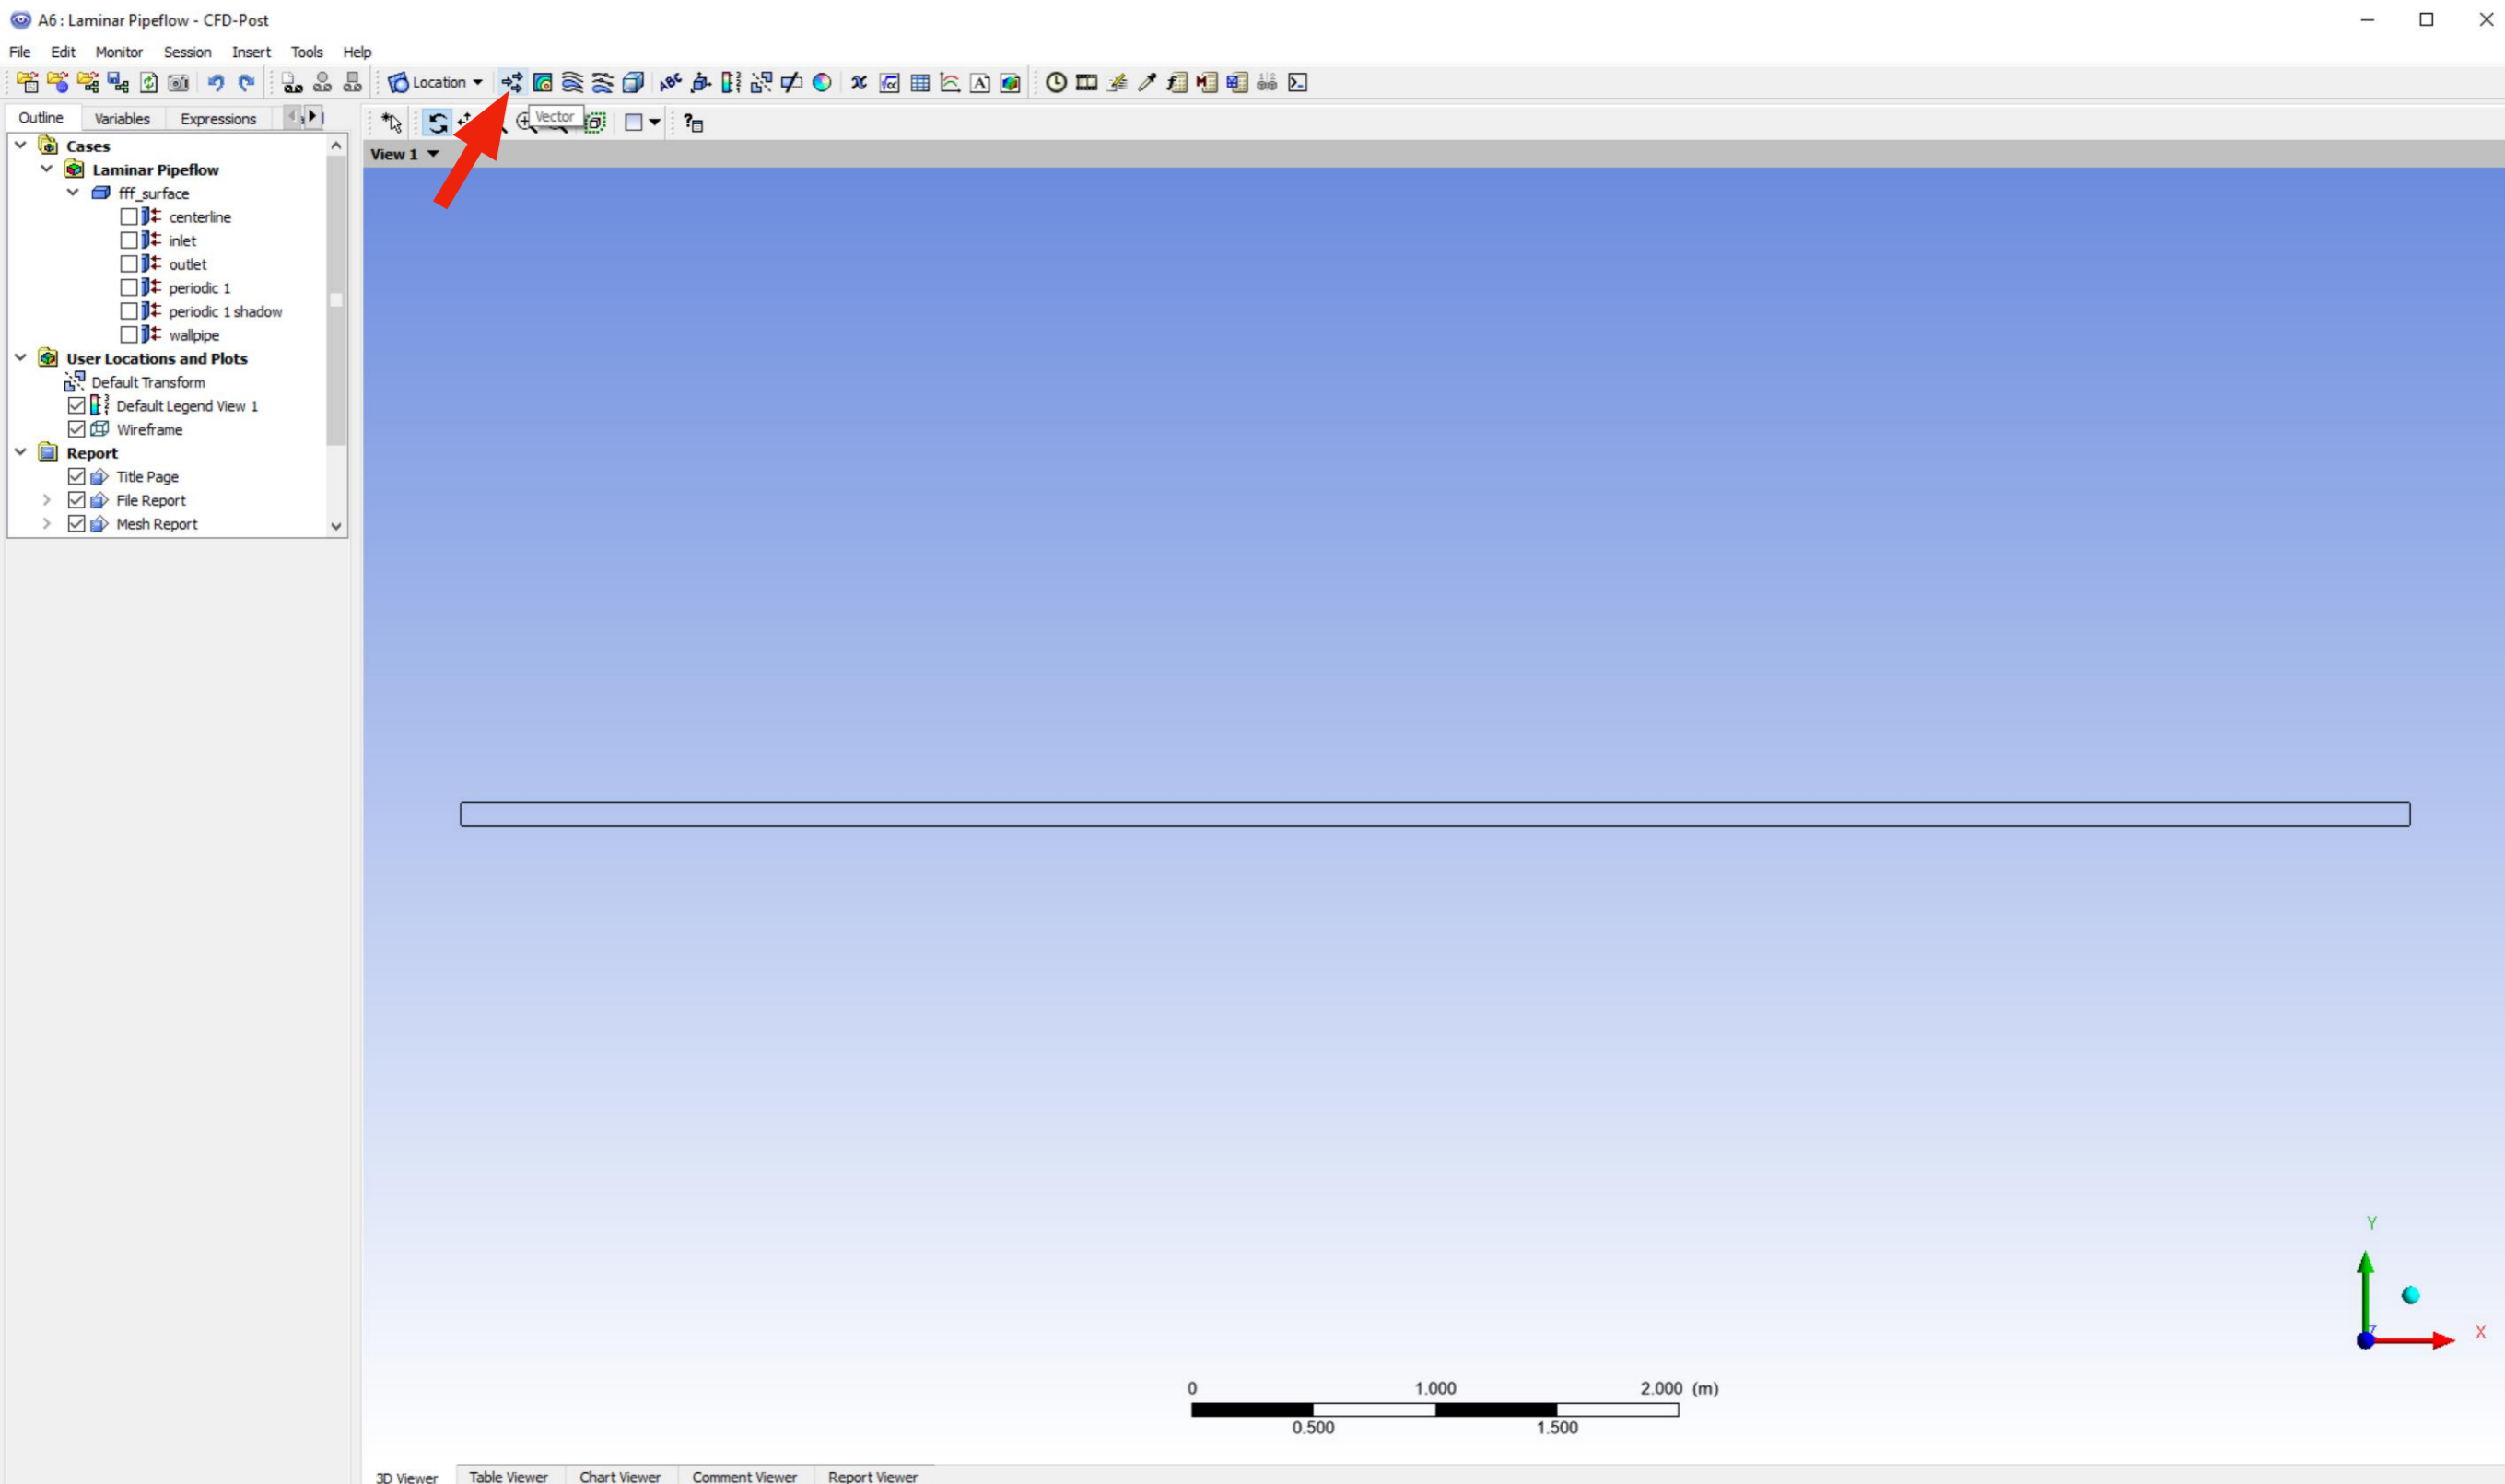 A6 : Laminar Pipeflow - CFD-Post
File Edit Monitor Session Insert Tools Help
Location
Outline Variables Expressions
Vector
View 1
Cases
Laminar Pipeflow
fff_surface
centerline
inlet
outlet
periodic 1
periodic 1 shadow
wallpipe
User Locations and Plots
Default Transform
Default Legend View 1
Wireframe
Report
Title Page
File Report
Mesh Report
Y
Z
X
0 1.000 2.000 (m)
0.500 1.500
3D Viewer Table Viewer Chart Viewer Comment Viewer Report Viewer